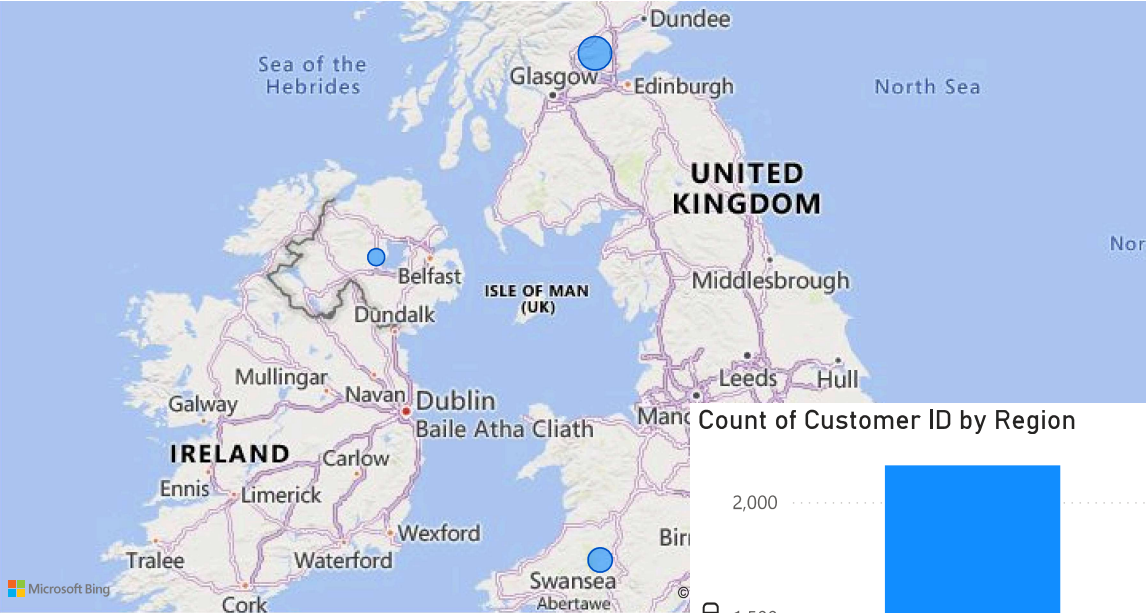 Dundee
Sea of the
Hebrides
Glasgow
Edinburgh
North Sea
UNITED
KINGDOM
Belfast
Middlesbrough
ISLE OF MAN
(UK)
Dundalk
Leeds
Hull
Mullingar
Navan
Galway
Dublin
Baile Atha Cliath
IRELAND
Carlow
Ennis
Limerick
Wexford
Waterford
Tralee
Swansea
Abertawe
Cork
Microsoft Bing
©
Count of Customer ID by Region
2,000